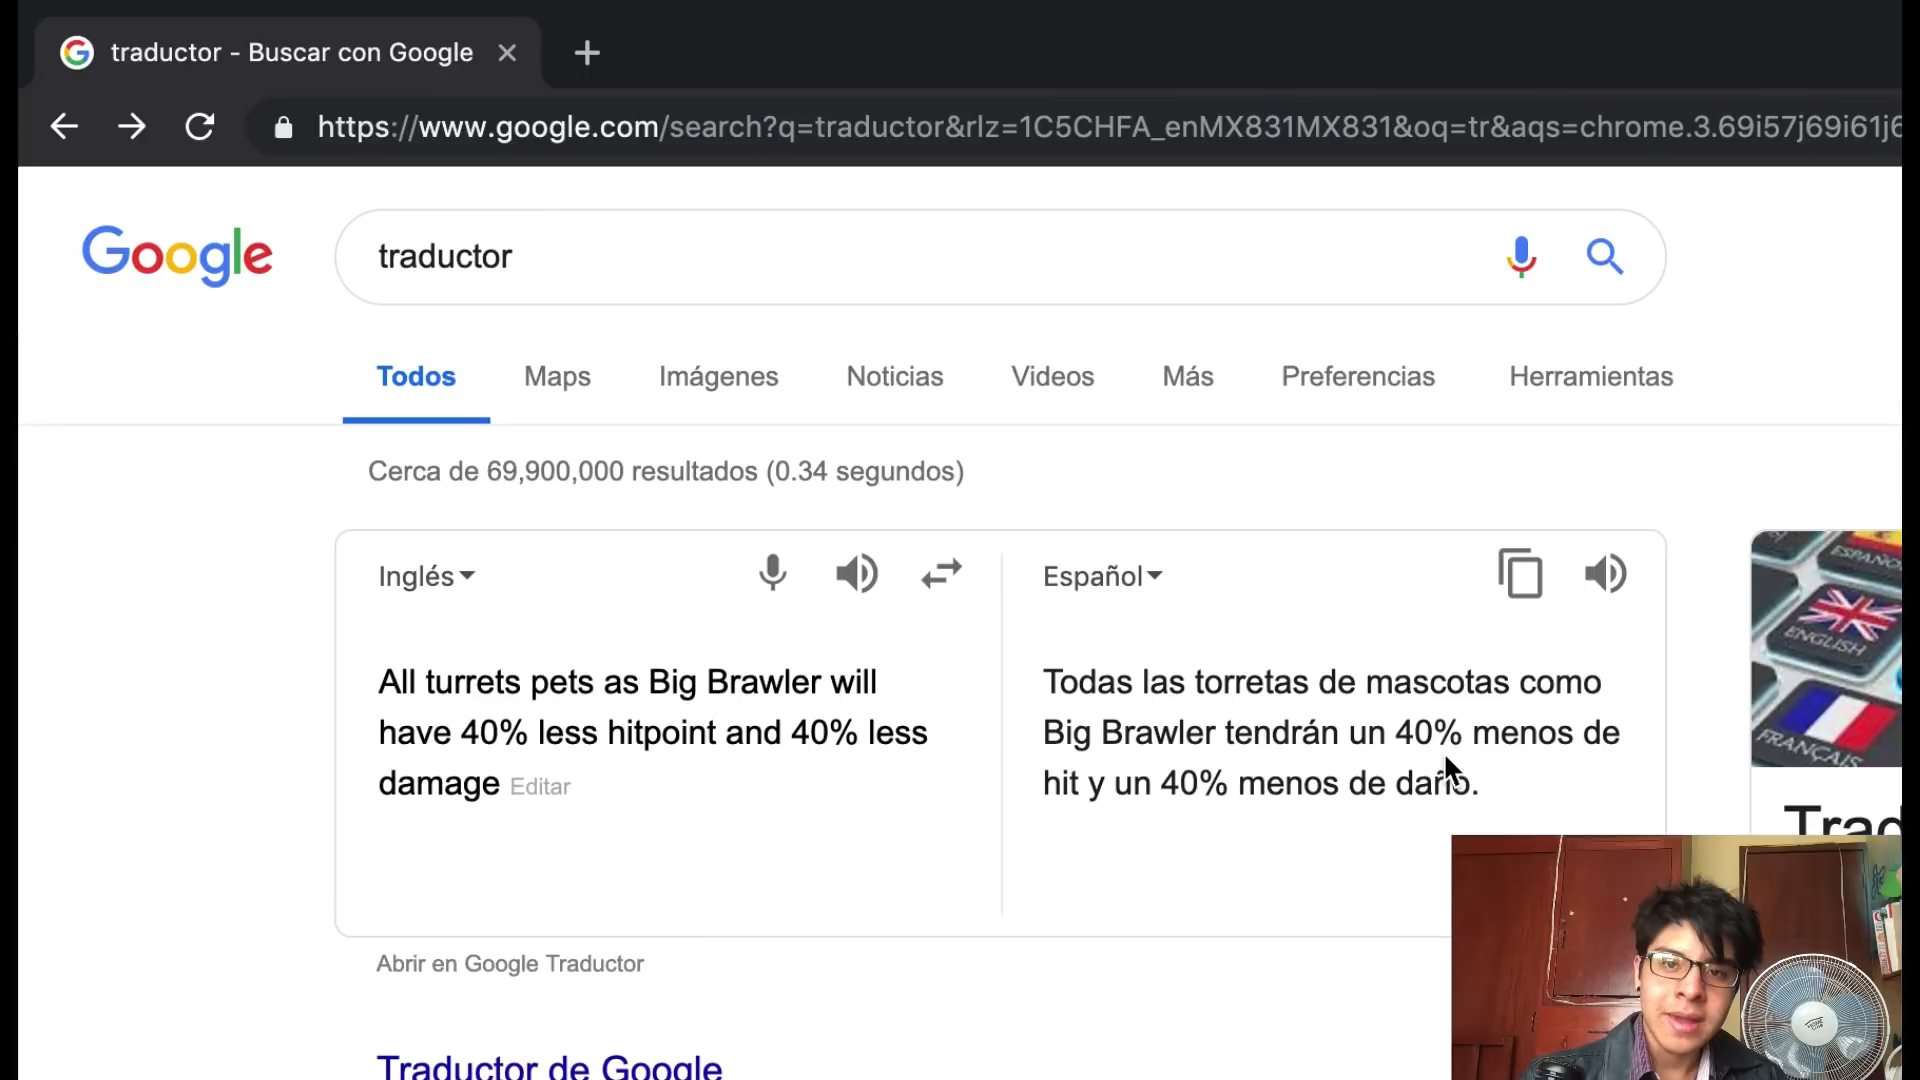 traductor - Buscar con Google
https://www.google.com/search?q=traductor&rlz=1C5CHFA_enMX831MX831&oq=tr&aqs=chrome.3.69i57j69i61j6
Google
traductor
Todos Maps Imágenes Noticias Videos Más Preferencias Herramientas
Cerca de 69,900,000 resultados (0.34 segundos)
Inglés Español
All turrets pets as Big Brawler will
have 40% less hitpoint and 40% less
damage Editar
Todas las torretas de mascotas como
Big Brawler tendrán un 40% menos de
hit y un 40% menos de daño.
ESPAÑOL
ENGLISH
FRANÇAIS
Trad
Abrir en Google Traductor
Traductor de Google